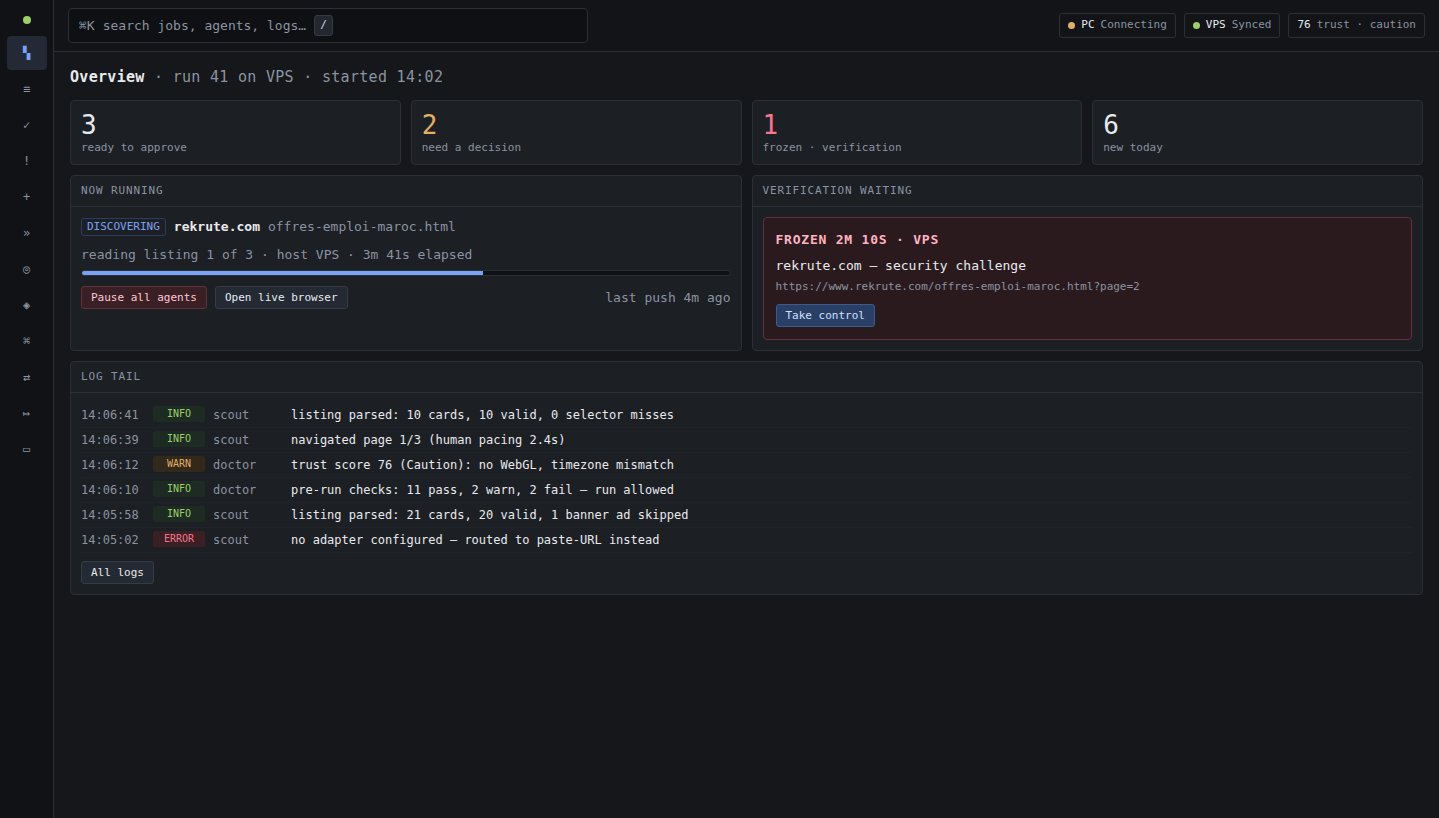 ⌘K search jobs, agents, logs… /
PC Connecting
VPS Synced
76 trust · caution
Overview · run 41 on VPS · started 14:02
3
ready to approve
2
need a decision
1
frozen · verification
6
new today
NOW RUNNING
DISCOVERING rekrute.com offres-emploi-maroc.html
reading listing 1 of 3 · host VPS · 3m 41s elapsed
Pause all agents
Open live browser
last push 4m ago
VERIFICATION WAITING
FROZEN 2M 10S · VPS
rekrute.com — security challenge
https://www.rekrute.com/offres-emploi-maroc.html?page=2
Take control
LOG TAIL
14:06:41 INFO scout listing parsed: 10 cards, 10 valid, 0 selector misses
14:06:39 INFO scout navigated page 1/3 (human pacing 2.4s)
14:06:12 WARN doctor trust score 76 (Caution): no WebGL, timezone mismatch
14:06:10 INFO doctor pre-run checks: 11 pass, 2 warn, 2 fail — run allowed
14:05:58 INFO scout listing parsed: 21 cards, 20 valid, 1 banner ad skipped
14:05:02 ERROR scout no adapter configured — routed to paste-URL instead
All logs